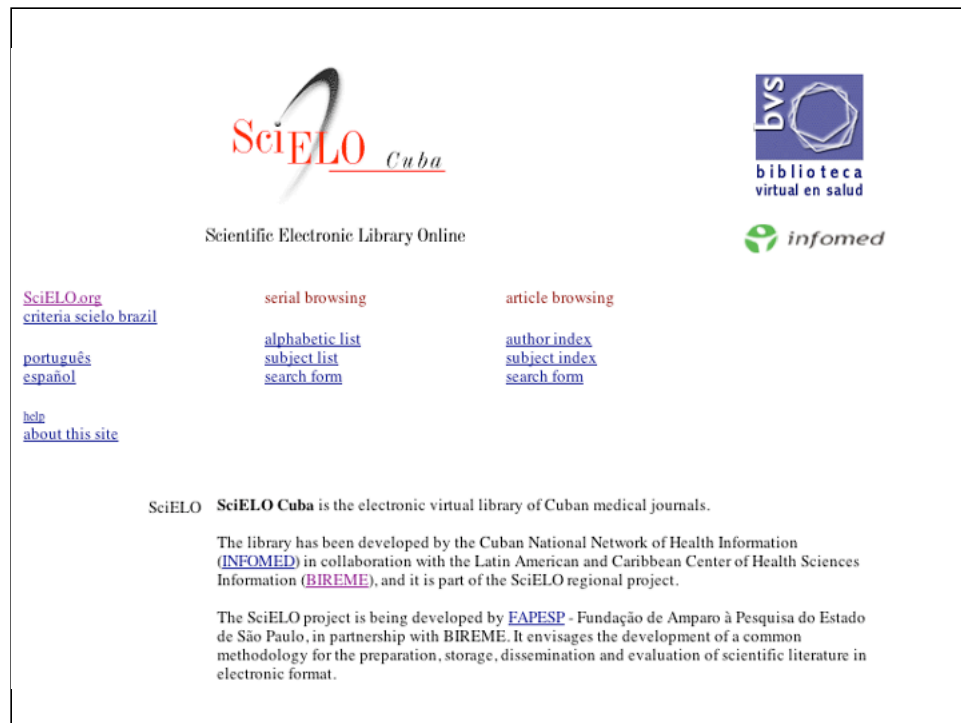 SciELO Cuba
bvs
biblioteca
virtual en salud
Scientific Electronic Library Online
infomed
SciELO.org
criteria scielo brazil
português
español
help
about this site
serial browsing
alphabetic list
subject list
search form
article browsing
author index
subject index
search form
SciELO
SciELO Cuba is the electronic virtual library of Cuban medical journals.
The library has been developed by the Cuban National Network of Health Information
(INFOMED) in collaboration with the Latin American and Caribbean Center of Health Sciences
Information (BIREME), and it is part of the SciELO regional project.
The SciELO project is being developed by FAPESP - Fundação de Amparo à Pesquisa do Estado
de São Paulo, in partnership with BIREME. It envisages the development of a common
methodology for the preparation, storage, dissemination and evaluation of scientific literature in
electronic format.